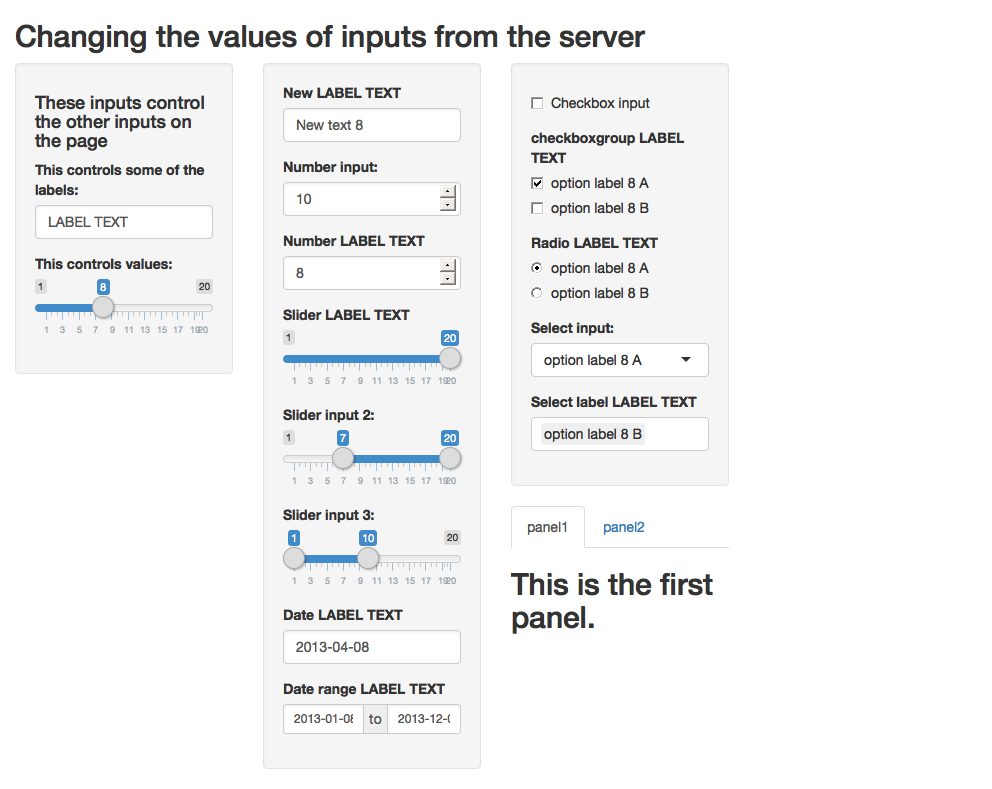 Changing the values of inputs from the server
These inputs control
the other inputs on
the page
This controls some of the
labels:
LABEL TEXT
This controls values:
1 8 20
1 3 5 7 9 11 13 15 17 19 20
New LABEL TEXT
New text 8
Number input:
10
Number LABEL TEXT
8
Slider LABEL TEXT
1 20
1 3 5 7 9 11 13 15 17 19 20
Slider input 2:
1 7 20
1 3 5 7 9 11 13 15 17 19 20
Slider input 3:
1 10 20
1 3 5 7 9 11 13 15 17 19 20
Date LABEL TEXT
2013-04-08
Date range LABEL TEXT
2013-01-08 to 2013-12-0
Checkbox input
checkboxgroup LABEL
TEXT
option label 8 A
option label 8 B
Radio LABEL TEXT
option label 8 A
option label 8 B
Select input:
option label 8 A
Select label LABEL TEXT
option label 8 B
panel1 panel2
This is the first
panel.